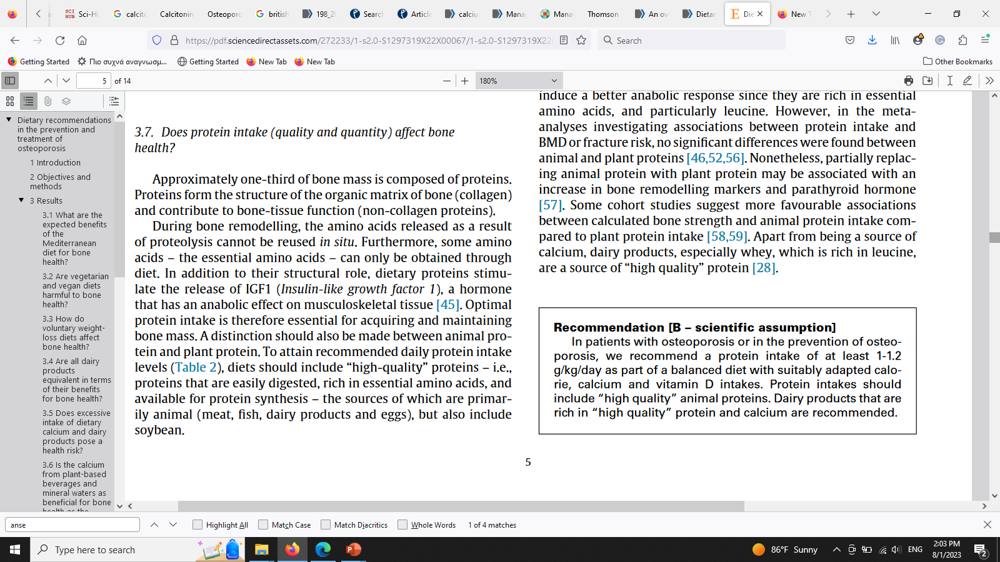 Sci-H
calcito
Calcitonin
Osteopor
british
198_20
Search
Article
calciu
Mana
Mana
Thomson
An ov
Dietar
Die
New T
https://pdf.sciencedirectassets.com/272233/1-s2.0-S1297319X22X00067/1-s2.0-S1297319X22
Search
Getting Started
Πιο συχνά αναγνωσμ...
Getting Started
New Tab
New Tab
Other Bookmarks
5 of 14
180%
Dietary recommendations
in the prevention and
treatment of
osteoporosis
1 Introduction
2 Objectives and
methods
3 Results
3.1 What are the
expected benefits
of the
Mediterranean
diet for bone
health?
3.2 Are vegetarian
and vegan diets
harmful to bone
health?
3.3 How do
voluntary weight-
loss diets affect
bone health?
3.4 Are all dairy
products
equivalent in terms
of their benefits
for bone health?
3.5 Does excessive
intake of dietary
calcium and dairy
products pose a
health risk?
3.6 Is the calcium
from plant-based
beverages and
mineral waters as
beneficial for bone
health as the
3.7. Does protein intake (quality and quantity) affect bone
health?
Approximately one-third of bone mass is composed of proteins.
Proteins form the structure of the organic matrix of bone (collagen)
and contribute to bone-tissue function (non-collagen proteins).
During bone remodelling, the amino acids released as a result
of proteolysis cannot be reused in situ. Furthermore, some amino
acids – the essential amino acids – can only be obtained through
diet. In addition to their structural role, dietary proteins stimu-
late the release of IGF1 (Insulin-like growth factor 1), a hormone
that has an anabolic effect on musculoskeletal tissue [45]. Optimal
protein intake is therefore essential for acquiring and maintaining
bone mass. A distinction should also be made between animal pro-
tein and plant protein. To attain recommended daily protein intake
levels (Table 2), diets should include “high-quality” proteins – i.e.,
proteins that are easily digested, rich in essential amino acids, and
available for protein synthesis – the sources of which are primar-
ily animal (meat, fish, dairy products and eggs), but also include
soybean.
induce a better anabolic response since they are rich in essential
amino acids, and particularly leucine. However, in the meta-
analyses investigating associations between protein intake and
BMD or fracture risk, no significant differences were found between
animal and plant proteins [46,52,56]. Nonetheless, partially replac-
ing animal protein with plant protein may be associated with an
increase in bone remodelling markers and parathyroid hormone
[57]. Some cohort studies suggest more favourable associations
between calculated bone strength and animal protein intake com-
pared to plant protein intake [58,59]. Apart from being a source of
calcium, dairy products, especially whey, which is rich in leucine,
are a source of “high quality” protein [28].
Recommendation [B – scientific assumption]
In patients with osteoporosis or in the prevention of osteo-
porosis, we recommend a protein intake of at least 1-1.2
g/kg/day as part of a balanced diet with suitably adapted calo-
rie, calcium and vitamin D intakes. Protein intakes should
include “high quality” animal proteins. Dairy products that are
rich in “high quality” protein and calcium are recommended.
5
anse
Highlight All
Match Case
Match Diacritics
Whole Words
1 of 4 matches
Type here to search
86°F Sunny
ENG
2:03 PM
8/1/2023
2